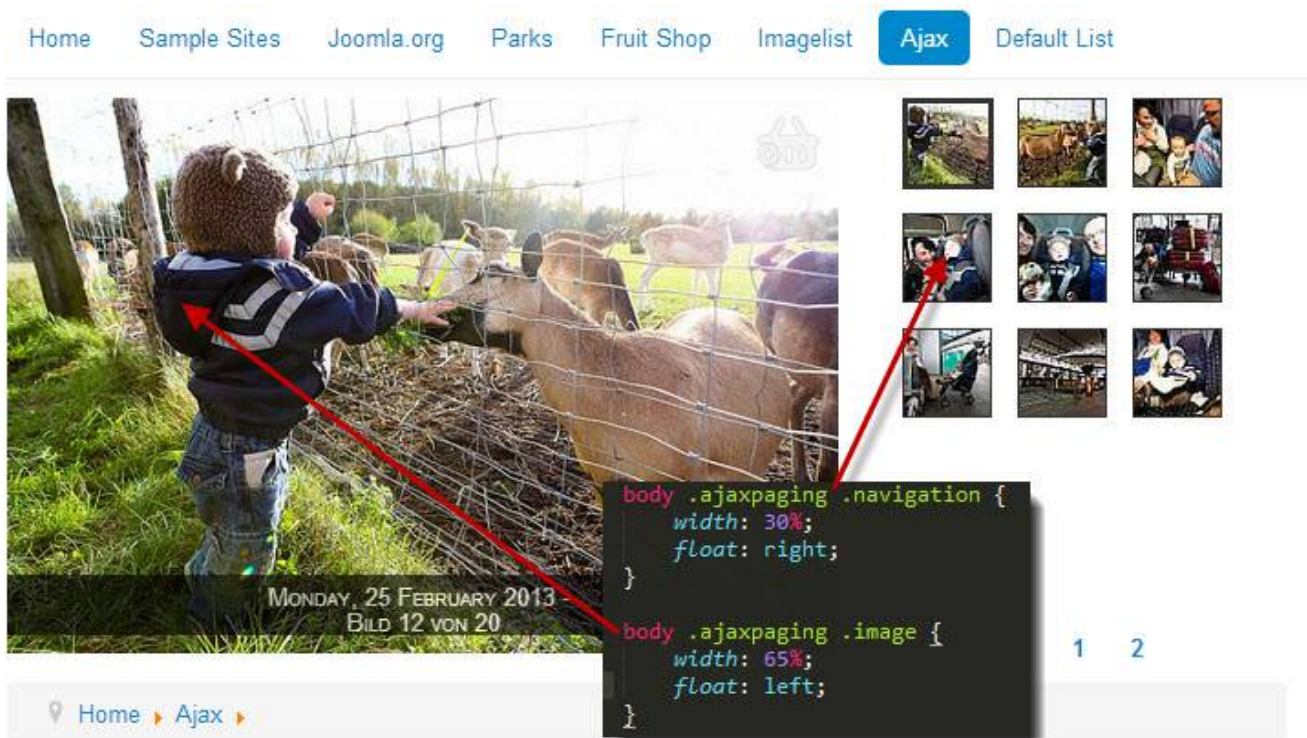 Home Sample Sites Joomla.org Parks Fruit Shop Imagelist Ajax Default List
MONDAY, 25 FEBRUARY 2013 -
BILD 12 VON 20
body .ajaxpaging .navigation {
width: 30%;
float: right;
}
body .ajaxpaging .image {
width: 65%;
float: left;
}
1 2
Home Ajax